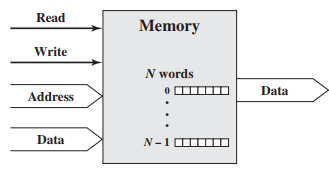 Read
Memory
Write
N words
Address
0
Data
Data
N – 1